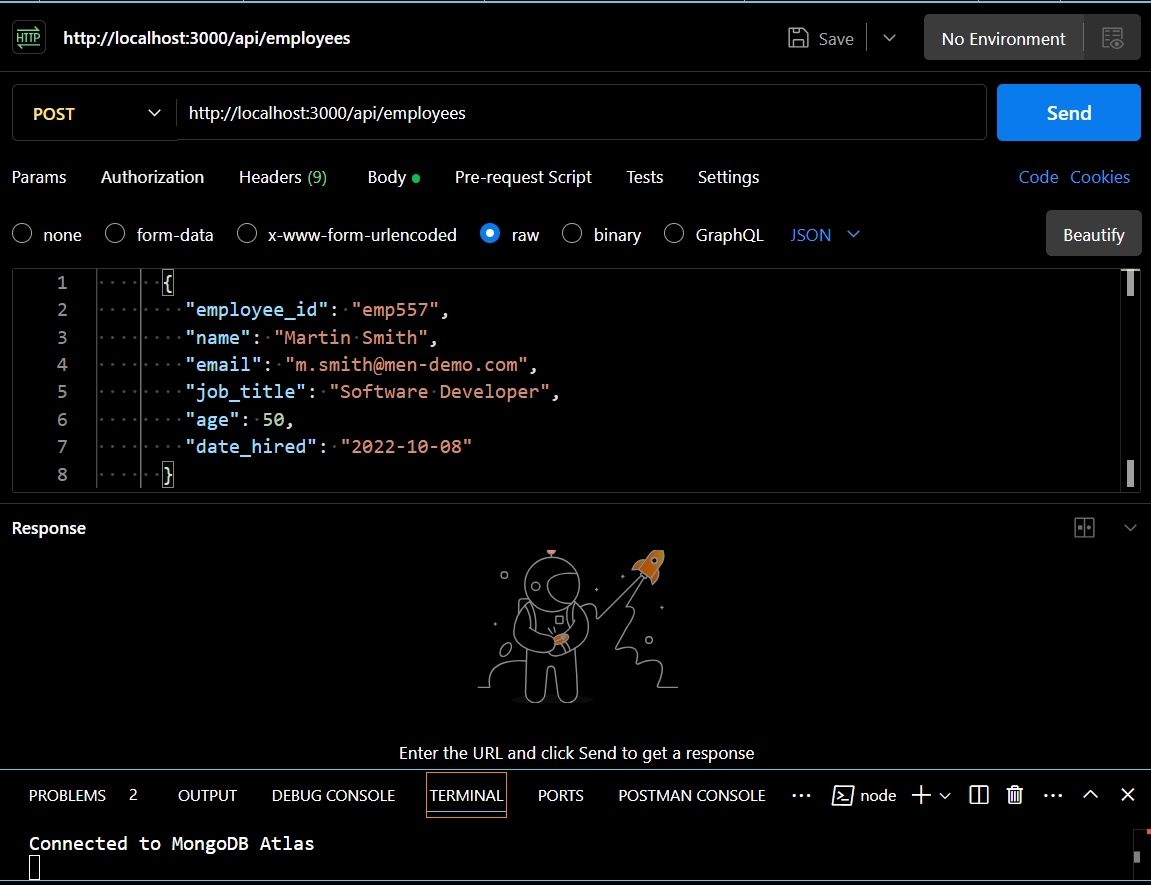 HTTP http://localhost:3000/api/employees Save No Environment
POST http://localhost:3000/api/employees Send
Params Authorization Headers (9) Body Pre-request Script Tests Settings Code Cookies
none form-data x-www-form-urlencoded raw binary GraphQL JSON Beautify
1 {
2 "employee_id": "emp557",
3 "name": "Martin Smith",
4 "email": "m.smith@men-demo.com",
5 "job_title": "Software Developer",
6 "age": 50,
7 "date_hired": "2022-10-08"
8 }
Response
Enter the URL and click Send to get a response
PROBLEMS 2 OUTPUT DEBUG CONSOLE TERMINAL PORTS POSTMAN CONSOLE ··· node ···
Connected to MongoDB Atlas